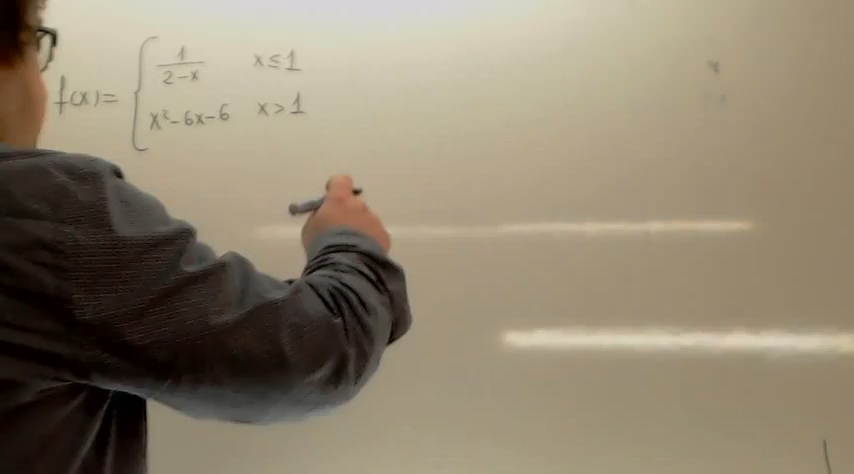 f(x)= { 1/(2-x) x≤1
x²-6x-6 x>1